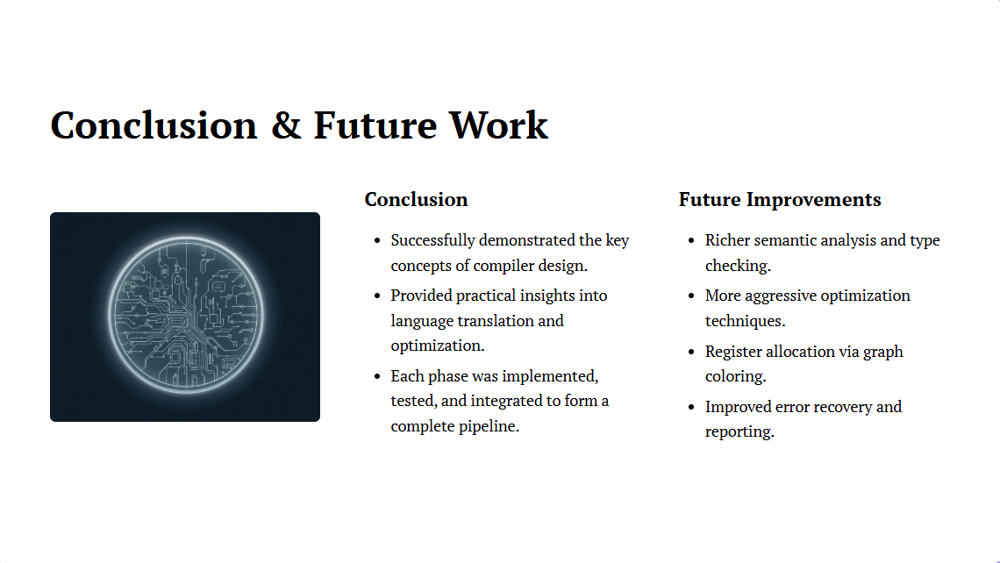 Conclusion & Future Work
Conclusion
• Successfully demonstrated the key
concepts of compiler design.
• Provided practical insights into
language translation and
optimization.
• Each phase was implemented,
tested, and integrated to form a
complete pipeline.
Future Improvements
• Richer semantic analysis and type
checking.
• More aggressive optimization
techniques.
• Register allocation via graph
coloring.
• Improved error recovery and
reporting.